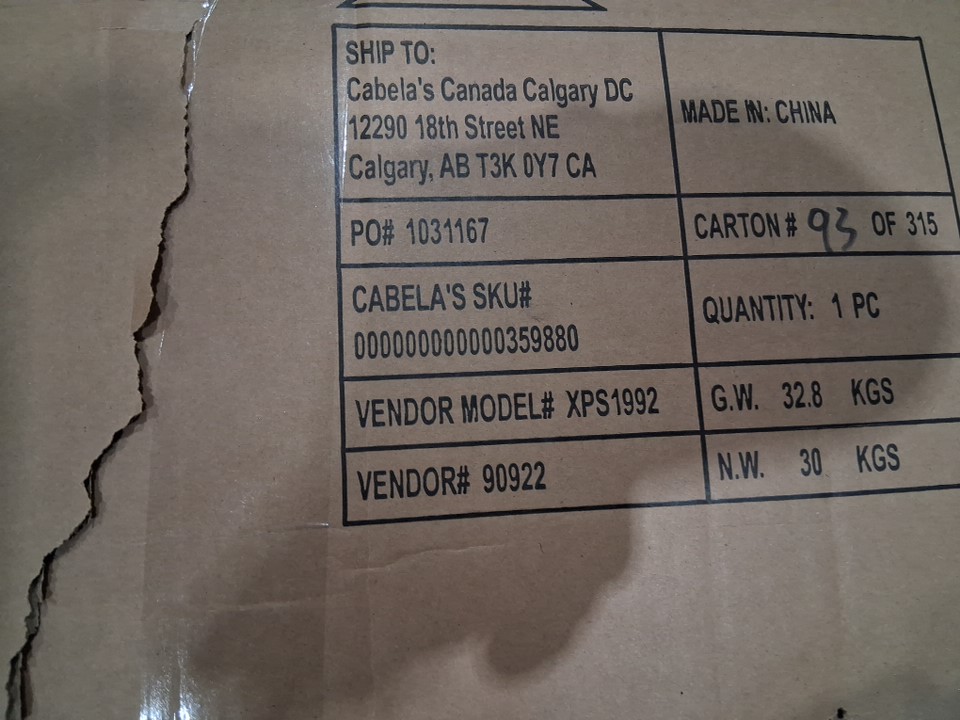 SHIP TO:
Cabela's Canada Calgary DC
12290 18th Street NE
Calgary, AB T3K 0Y7 CA
MADE IN: CHINA
PO# 1031167
CARTON # 93 OF 315
CABELA'S SKU#
000000000000359880
QUANTITY: 1 PC
VENDOR MODEL# XPS1992
G.W. 32.8 KGS
VENDOR# 90922
N.W. 30 KGS